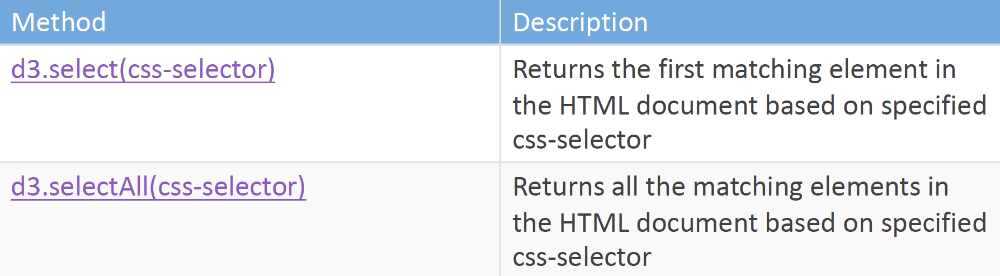 Method
Description
d3.select(css-selector)
Returns the first matching element in
the HTML document based on specified
css-selector
d3.selectAll(css-selector)
Returns all the matching elements in
the HTML document based on specified
css-selector